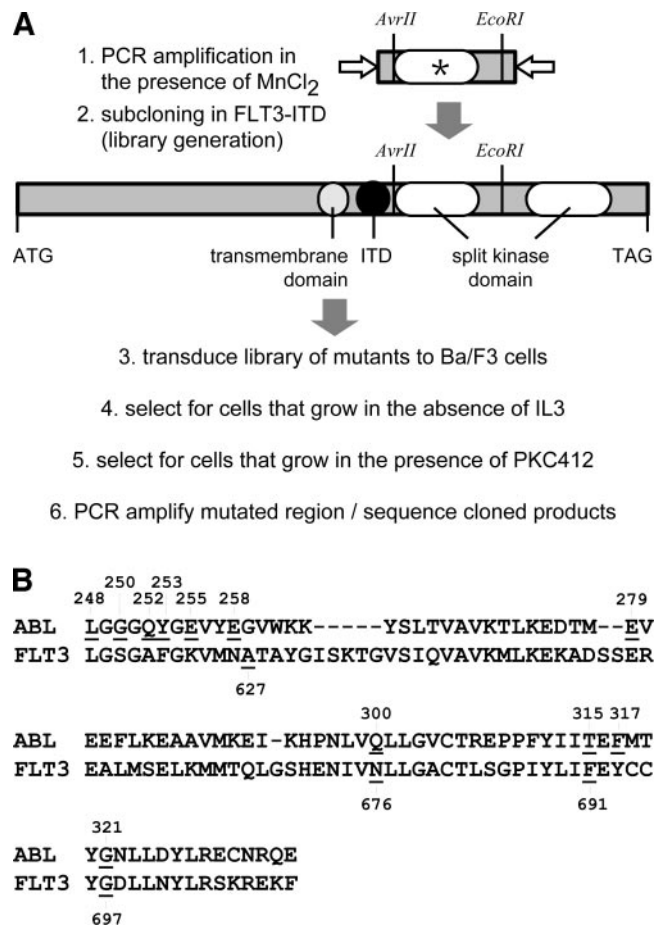 A
AvrII EcoRI
1. PCR amplification in
the presence of MnCl2
*
2. subcloning in FLT3-ITD
(library generation)
AvrII EcoRI
ATG
transmembrane
domain
ITD
split kinase
domain
TAG
3. transduce library of mutants to Ba/F3 cells
4. select for cells that grow in the absence of IL3
5. select for cells that grow in the presence of PKC412
6. PCR amplify mutated region / sequence cloned products
B
250 253
248 252 255 258 279
ABL LGGGQYGEVYEGVWKK-----YSLTVAVKTLKEDTM--EV
FLT3 LGSGAFGKVMNATAYGISKTGVSIQVAVKMLKEKADSSER
627
300 315 317
ABL EEFLKEAAVMKEI-KHPNLVQLLGVCTREPPFYIITEFMT
FLT3 EALMSELKMMTQLGSHENIVNLLGACTLSGPIYLIFEYCC
676 691
321
ABL YGNLLDYLRECNRQE
FLT3 YGDLLNYLRSKREKF
697